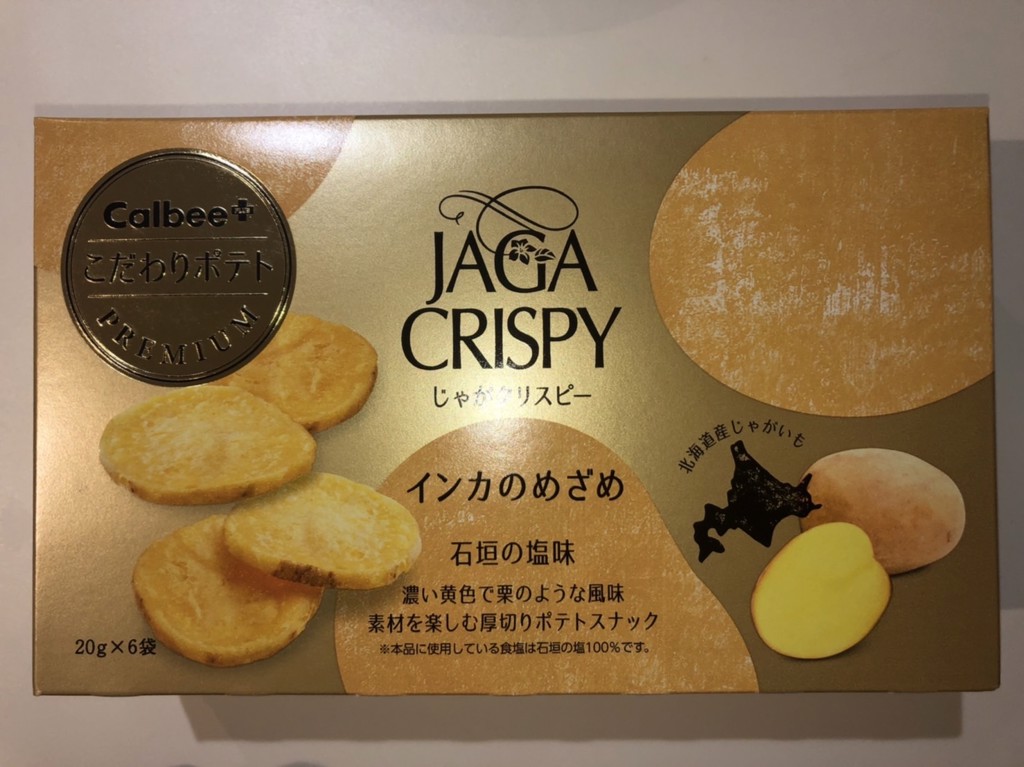 Calbee+
こだわりポテト
PREMIUM
JAGA
CRISPY
じゃがクリスピー
インカのめざめ
石垣の塩味
濃い黄色で栗のような風味
素材を楽しむ厚切りポテトスナック
※本品に使用している食塩は石垣の塩100%です。
20g×6袋
北海道産じゃがいも